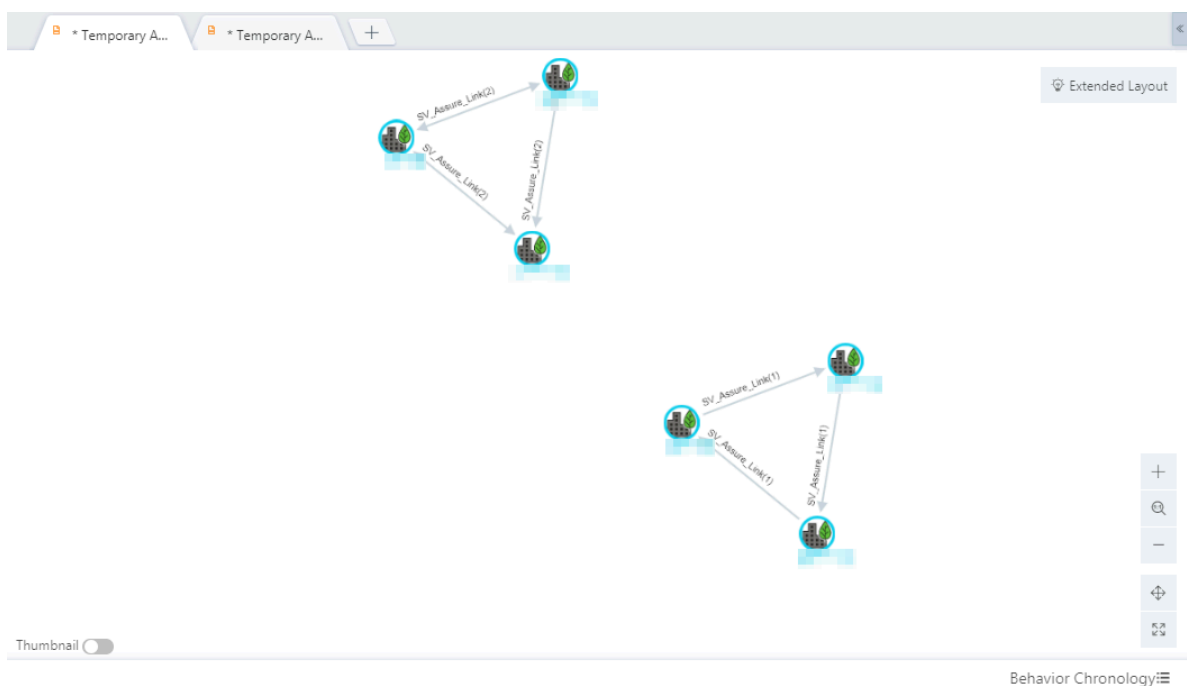 * Temporary A...
* Temporary A...
Extended Layout
SV_Assure_Link(2)
SV_Assure_Link(2)
SV_Assure_Link(2)
SV_Assure_Link(1)
SV_Assure_Link(1)
SV_Assure_Link(1)
Thumbnail
Behavior Chronology